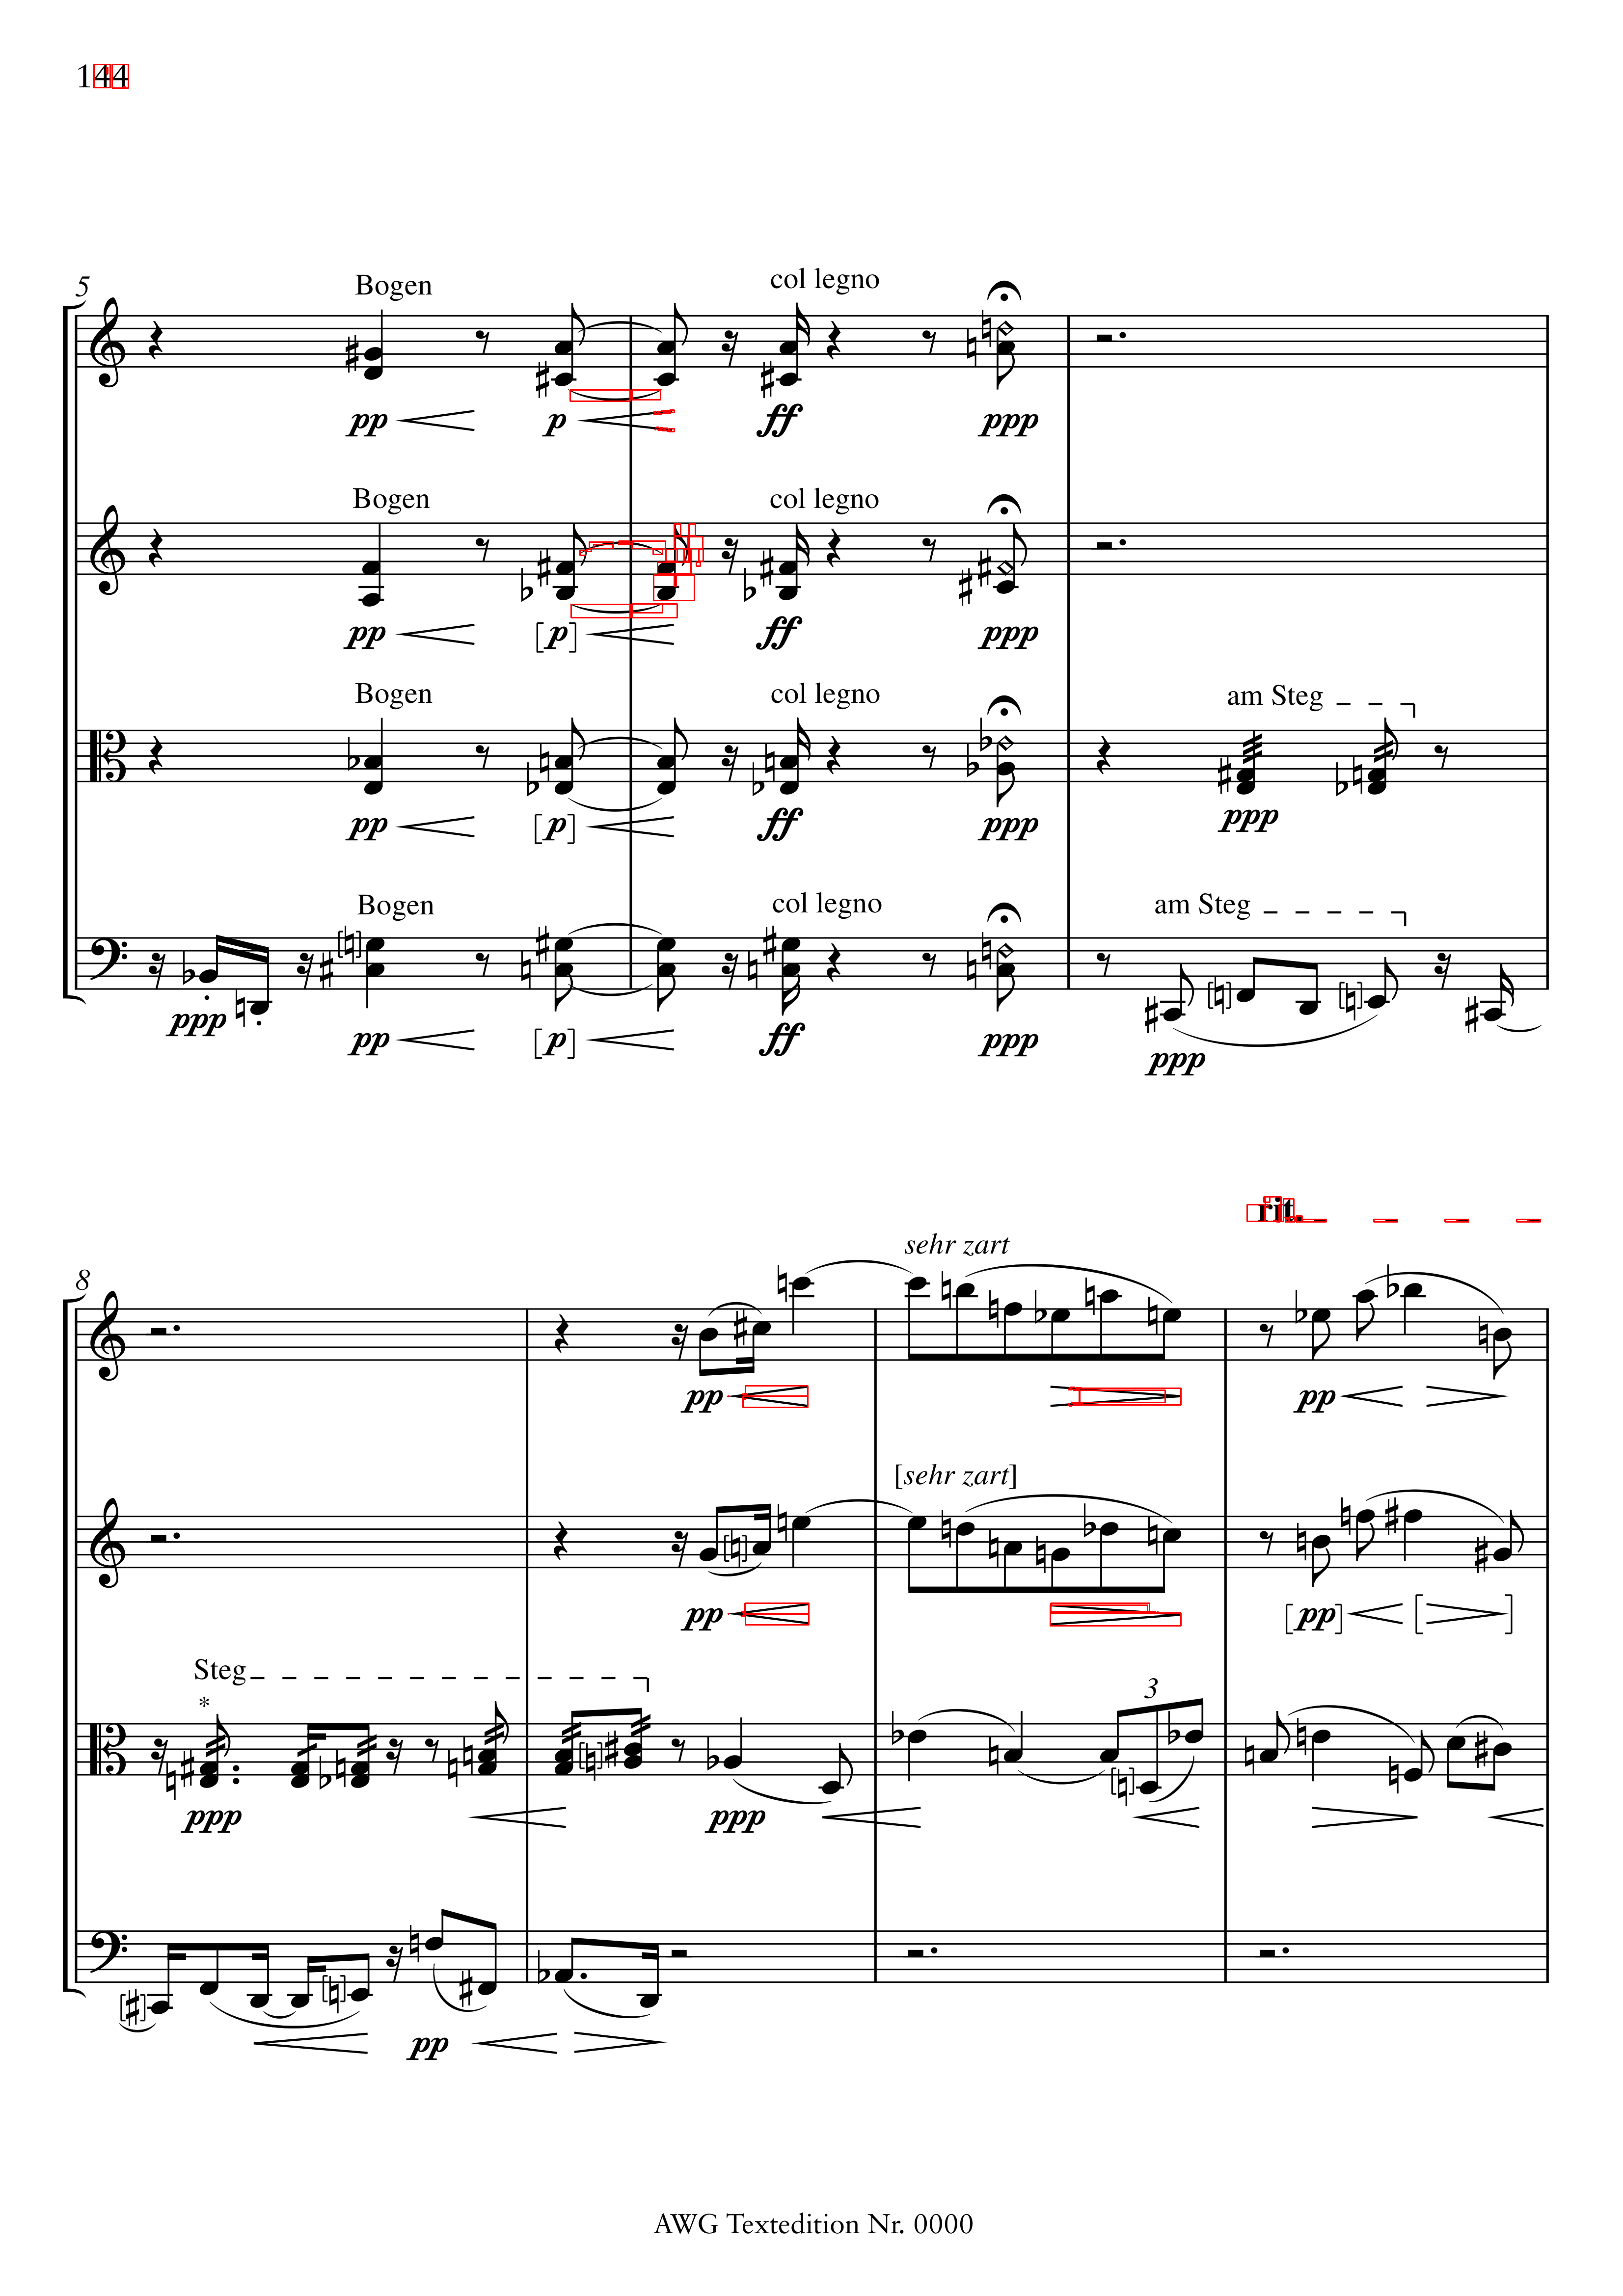 144
5
Bogen
col legno
pp
p
ff
ppp
Bogen
col legno
pp
[p]
ff
ppp
Bogen
col legno
am Steg
pp
[p]
ff
ppp
ppp
Bogen
col legno
am Steg
ppp
pp
[p]
ff
ppp
ppp
rit.
8
sehr zart
pp
pp
[sehr zart]
pp
[pp]
Steg
*
3
ppp
ppp
pp
AWG Textedition Nr. 0000